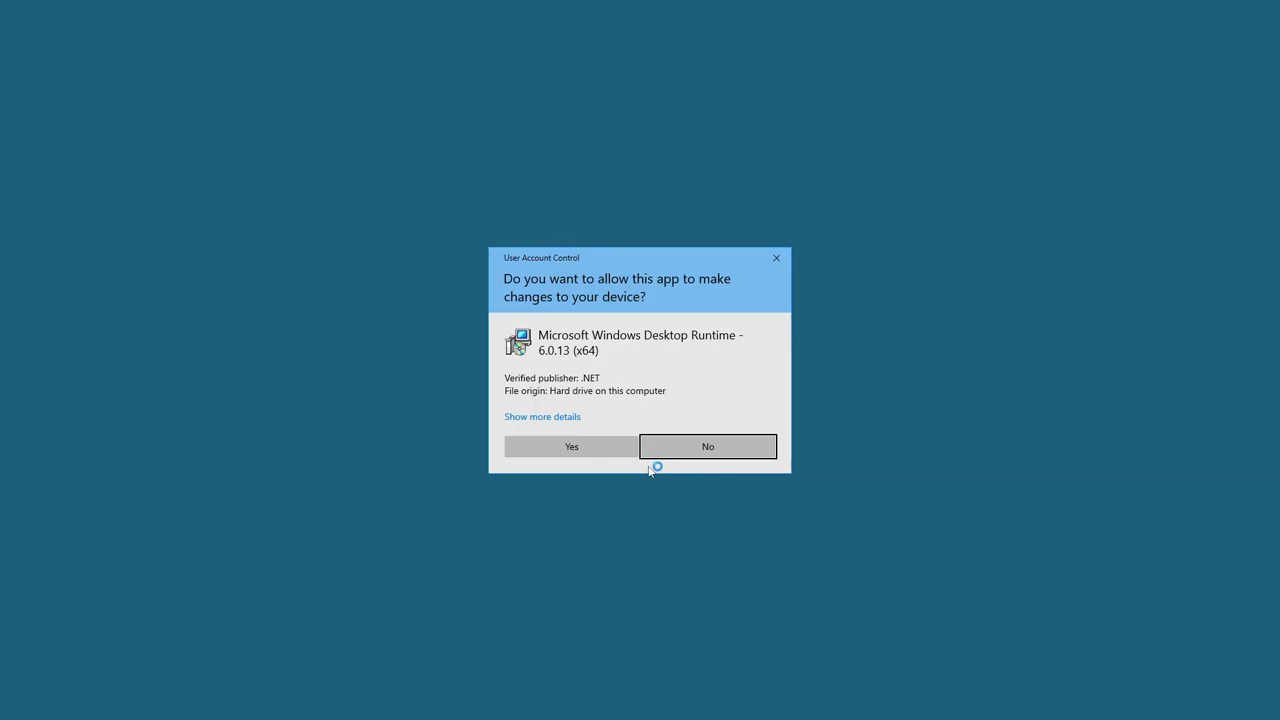 User Account Control
Do you want to allow this app to make
changes to your device?
Microsoft Windows Desktop Runtime -
6.0.13 (x64)
Verified publisher: .NET
File origin: Hard drive on this computer
Show more details
Yes
No